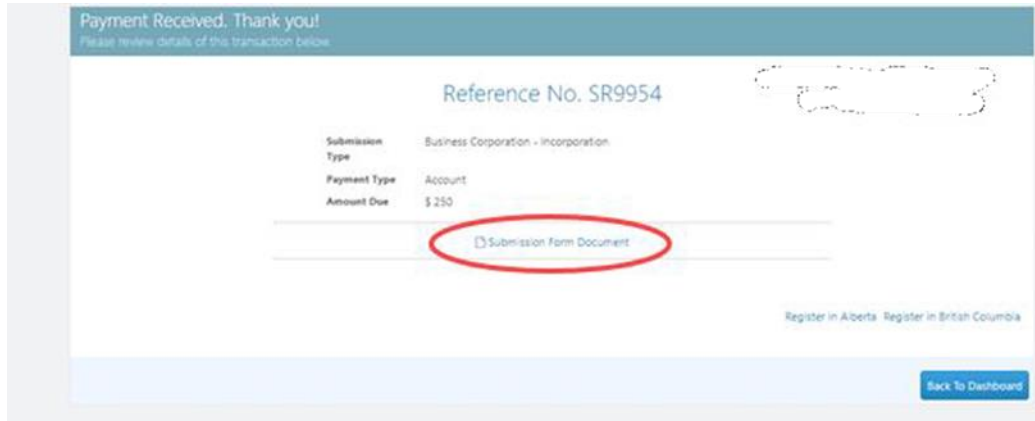 Payment Received. Thank you!
Please review details of this transaction below.
Reference No. SR9954
Submission Type
Business Corporation - Incorporation
Payment Type
Account
Amount Due
$ 250
Submission Form Document
Register in Alberta Register in British Columbia
Back To Dashboard